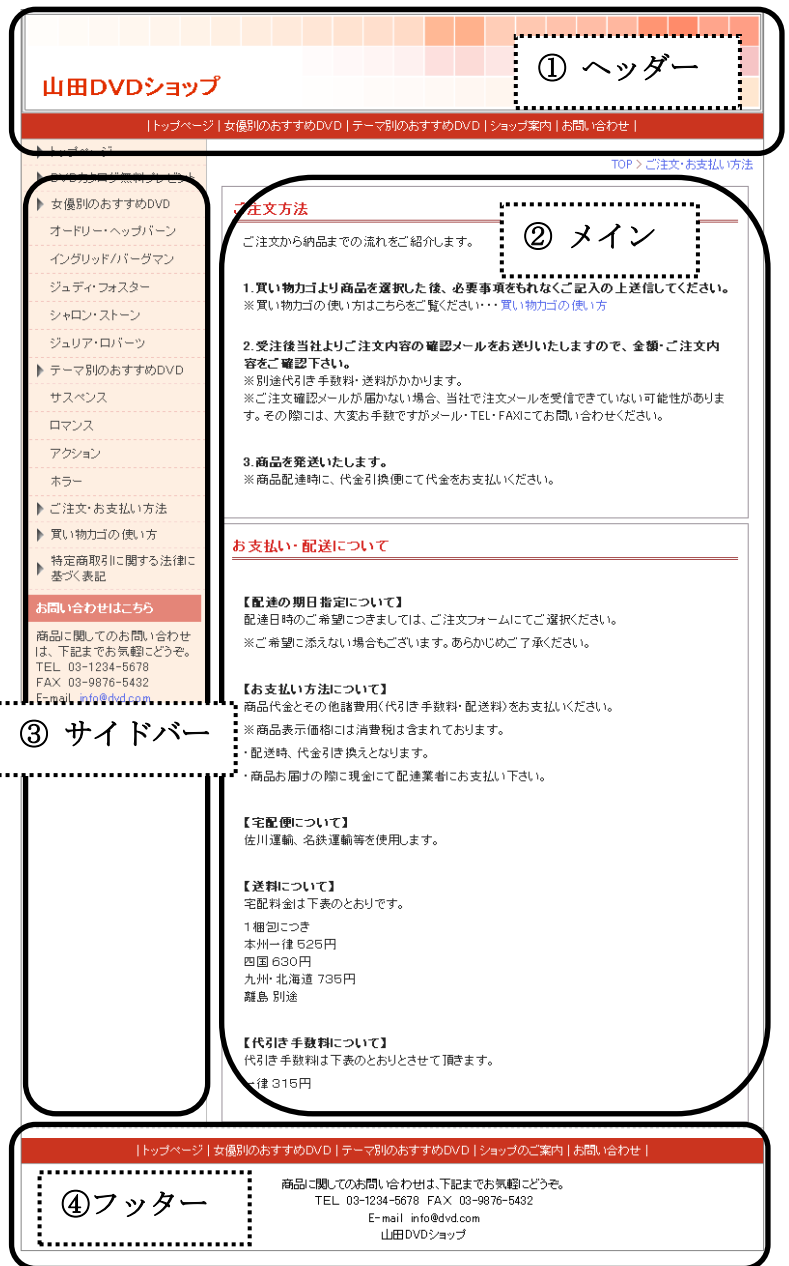 ① ヘッダー
山田DVDショップ
|トップページ|女優別のおすすめDVD|テーマ別のおすすめDVD|ショップ案内|お問い合わせ|
トップページ
DVDカタログ無料プレゼント
女優別のおすすめDVD
オードリー・ヘップバーン
イングリッド/バーグマン
ジュディ・フォスター
シャロン・ストーン
ジュリア・ロバーツ
テーマ別のおすすめDVD
サスペンス
ロマンス
アクション
ホラー
ご注文・お支払い方法
買い物カゴの使い方
特定商取引に関する法律に
基づく表記
お問い合わせはこちら
商品に関してのお問い合わせ
は、下記までお気軽にどうぞ。
TEL 03-1234-5678
FAX 03-9876-5432
E-mail info@dvd.com
③ サイドバー
TOP > ご注文・お支払い方法
② メイン
ご注文方法
ご注文から納品までの流れをご紹介します。
1.買い物カゴより商品を選択した後、必要事項をもれなくご記入の上送信してください。
※買い物カゴの使い方はこちらをご覧ください・・・買い物カゴの使い方
2.受注後当社よりご注文内容の確認メールをお送りいたしますので、金額・ご注文内
容をご確認下さい。
※別途代引き手数料・送料がかかります。
※ご注文確認メールが届かない場合、当社で注文メールを受信できていない可能性がありま
す。その際には、大変お手数ですがメール・TEL・FAXにてお問い合わせください。
3.商品を発送いたします。
※商品配達時に、代金引換便にて代金をお支払いください。
お支払い・配送について
【配達の期日指定について】
配達日時のご希望につきましては、ご注文フォームにてご選択ください。
※ご希望に添えない場合もございます。あらかじめご了承ください。
【お支払い方法について】
商品代金とその他諸費用(代引き手数料・配送料)をお支払いください。
※商品表示価格には消費税は含まれております。
・配送時、代金引き換えとなります。
・商品お届けの際に現金にて配達業者にお支払い下さい。
【宅配便について】
佐川運輸、名鉄運輸等を使用します。
【送料について】
宅配料金は下表のとおりです。
1梱包につき
本州一律 525円
四国 630円
九州・北海道 735円
離島 別途
【代引き手数料について】
代引き手数料は下表のとおりとさせて頂きます。
一律 315円
|トップページ|女優別のおすすめDVD|テーマ別のおすすめDVD|ショップのご案内|お問い合わせ|
④フッター
商品に関してのお問い合わせは、下記までお気軽にどうぞ。
TEL 03-1234-5678 FAX 03-9876-5432
E-mail info@dvd.com
山田DVDショップ